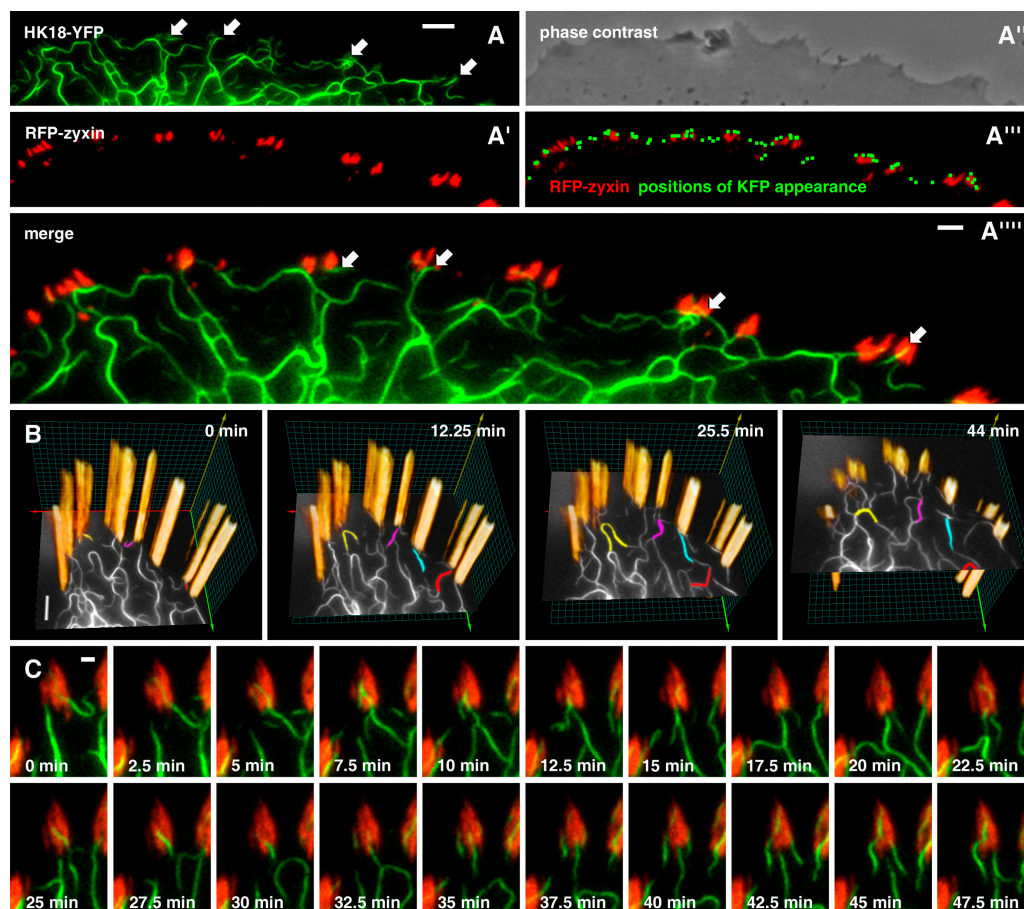 HK18-YFP A
phase contrast A''
RFP-zyxin A'
A'''
RFP-zyxin positions of KFP appearance
merge A''''
B 0 min 12.25 min 25.5 min 44 min
C
0 min 2.5 min 5 min 7.5 min 10 min 12.5 min 15 min 17.5 min 20 min 22.5 min
25 min 27.5 min 30 min 32.5 min 35 min 37.5 min 40 min 42.5 min 45 min 47.5 min